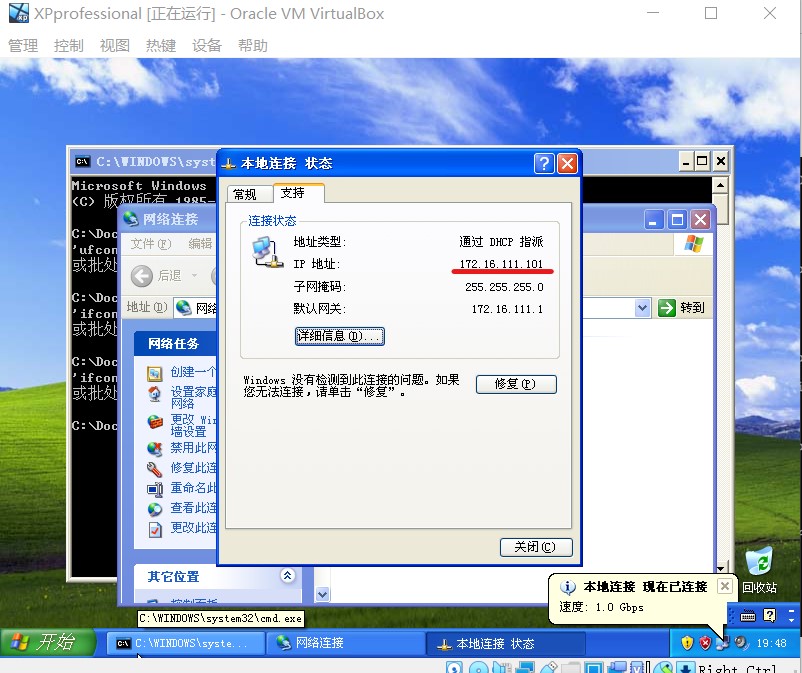 XPprofessional [正在运行] - Oracle VM VirtualBox
管理 控制 视图 热键 设备 帮助
C:\WINDOWS\syst
Microsoft Windows
(C) 版权所有 1985-
C:\Doc
'ufcon
或批处
C:\Doc
'ifcon
或批处
C:\Doc
'ifcon
或批处
C:\Doc
网络连接
文件(F) 编辑
后退
地址(D) 网络
转到
网络任务
创建一个
设置家庭
网络
更改 Win
墙设置
禁用此网
修复此连
重命名此
查看此连
更改此连
其它位置
控制面板
本地连接 状态
常规 支持
连接状态
地址类型: 通过 DHCP 指派
IP 地址: 172.16.111.101
子网掩码: 255.255.255.0
默认网关: 172.16.111.1
详细信息(D)...
Windows 没有检测到此连接的问题。如果
您无法连接，请单击“修复”。
修复(P)
关闭(C)
回收站
本地连接 现在已连接
速度: 1.0 Gbps
C:\WINDOWS\system32\cmd.exe
开始 C:\WINDOWS\syste... 网络连接 本地连接 状态 19:48
Right Ctrl